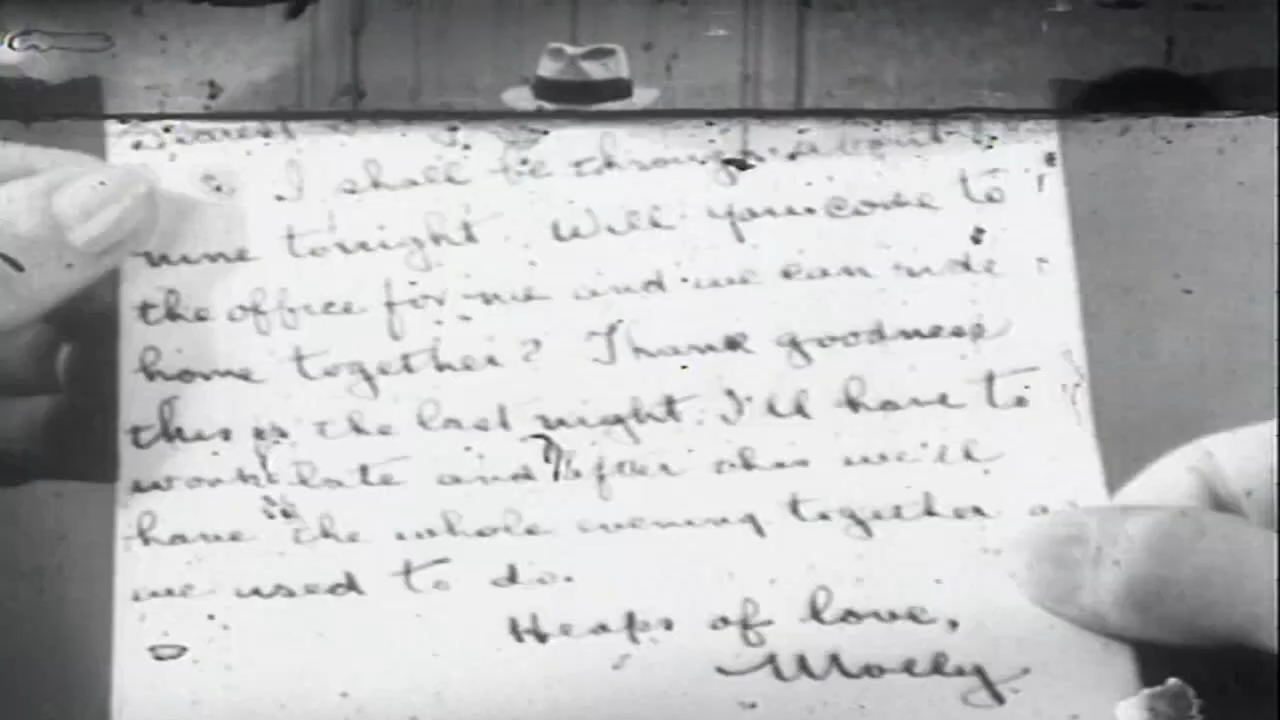 Dearest
I shall be through about
nine tonight. Will you come to
the office for me and we can ride
home together? Thank goodness
this is the last night I'll have to
work late and after this we'll
have the whole evening together as
we used to do.
Heaps of love,
Molly